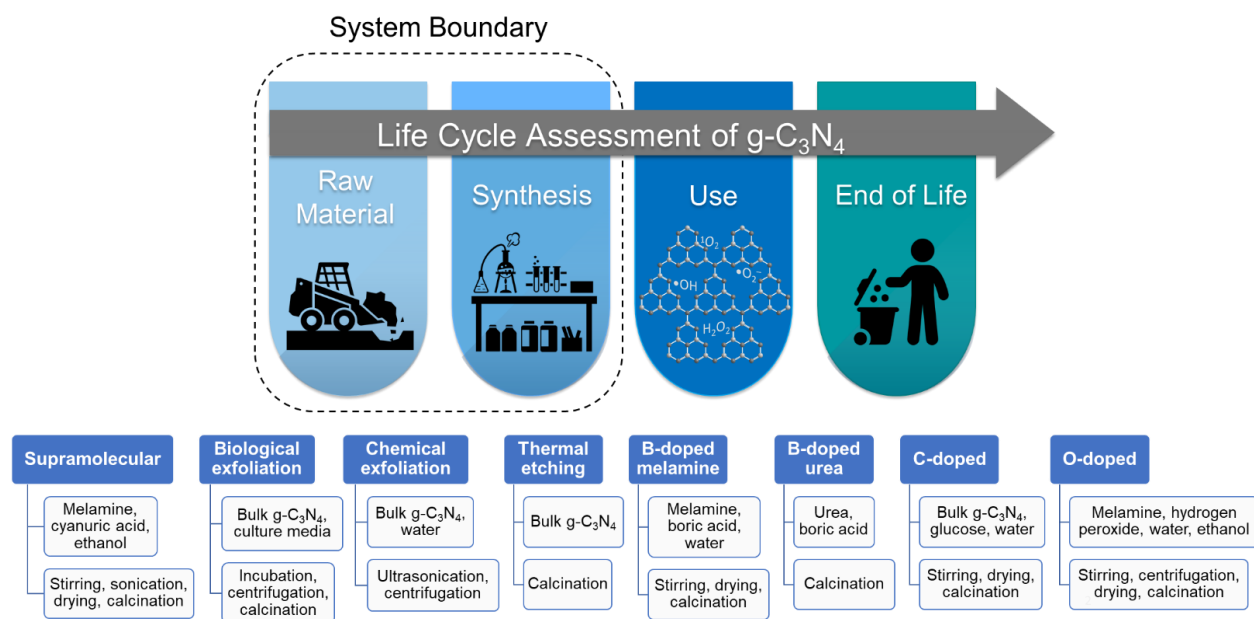 System Boundary
Life Cycle Assessment of g-C₃N₄
Raw
Material
Synthesis
Use
End of Life
¹O₂
•O₂⁻
•OH
H₂O₂
Supramolecular
Melamine,
cyanuric acid,
ethanol
Stirring, sonication,
drying, calcination
Biological
exfoliation
Bulk g-C₃N₄,
culture media
Incubation,
centrifugation,
calcination
Chemical
exfoliation
Bulk g-C₃N₄,
water
Ultrasonication,
centrifugation
Thermal
etching
Bulk g-C₃N₄
Calcination
B-doped
melamine
Melamine,
boric acid,
water
Stirring, drying,
calcination
B-doped
urea
Urea,
boric acid
Calcination
C-doped
Bulk g-C₃N₄,
glucose, water
Stirring, drying,
calcination
O-doped
Melamine, hydrogen
peroxide, water, ethanol
Stirring, centrifugation,
drying, calcination